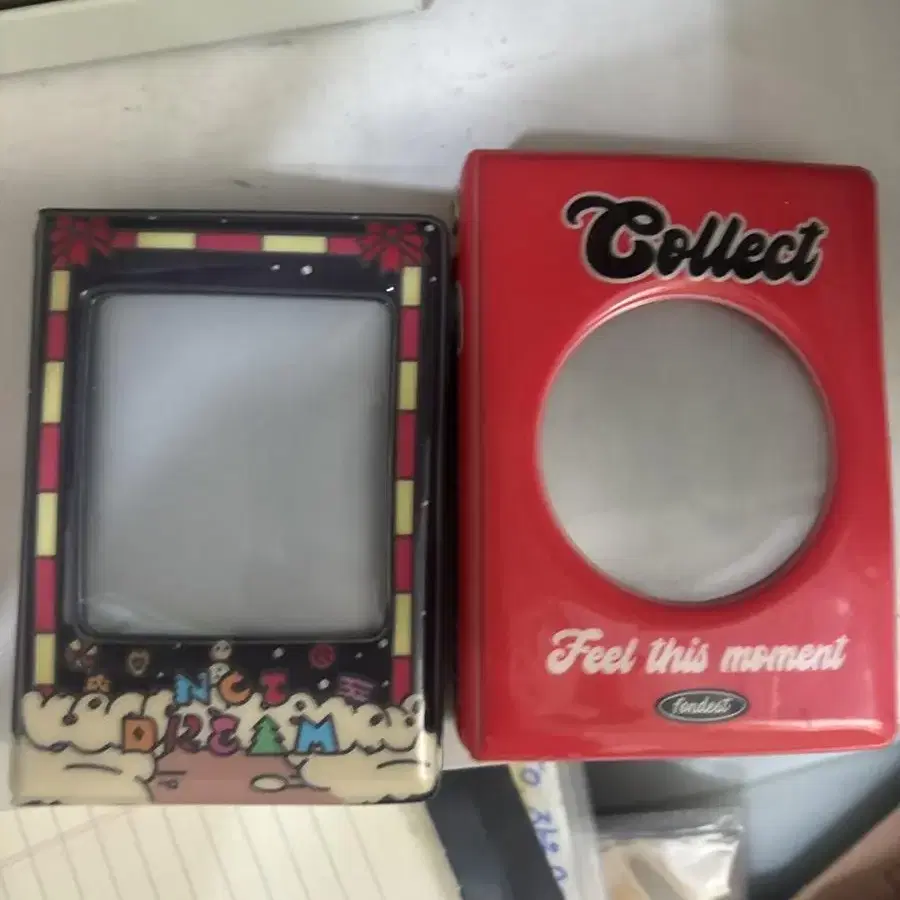 NCT
DREAM
Collect
Feel this moment
fondest